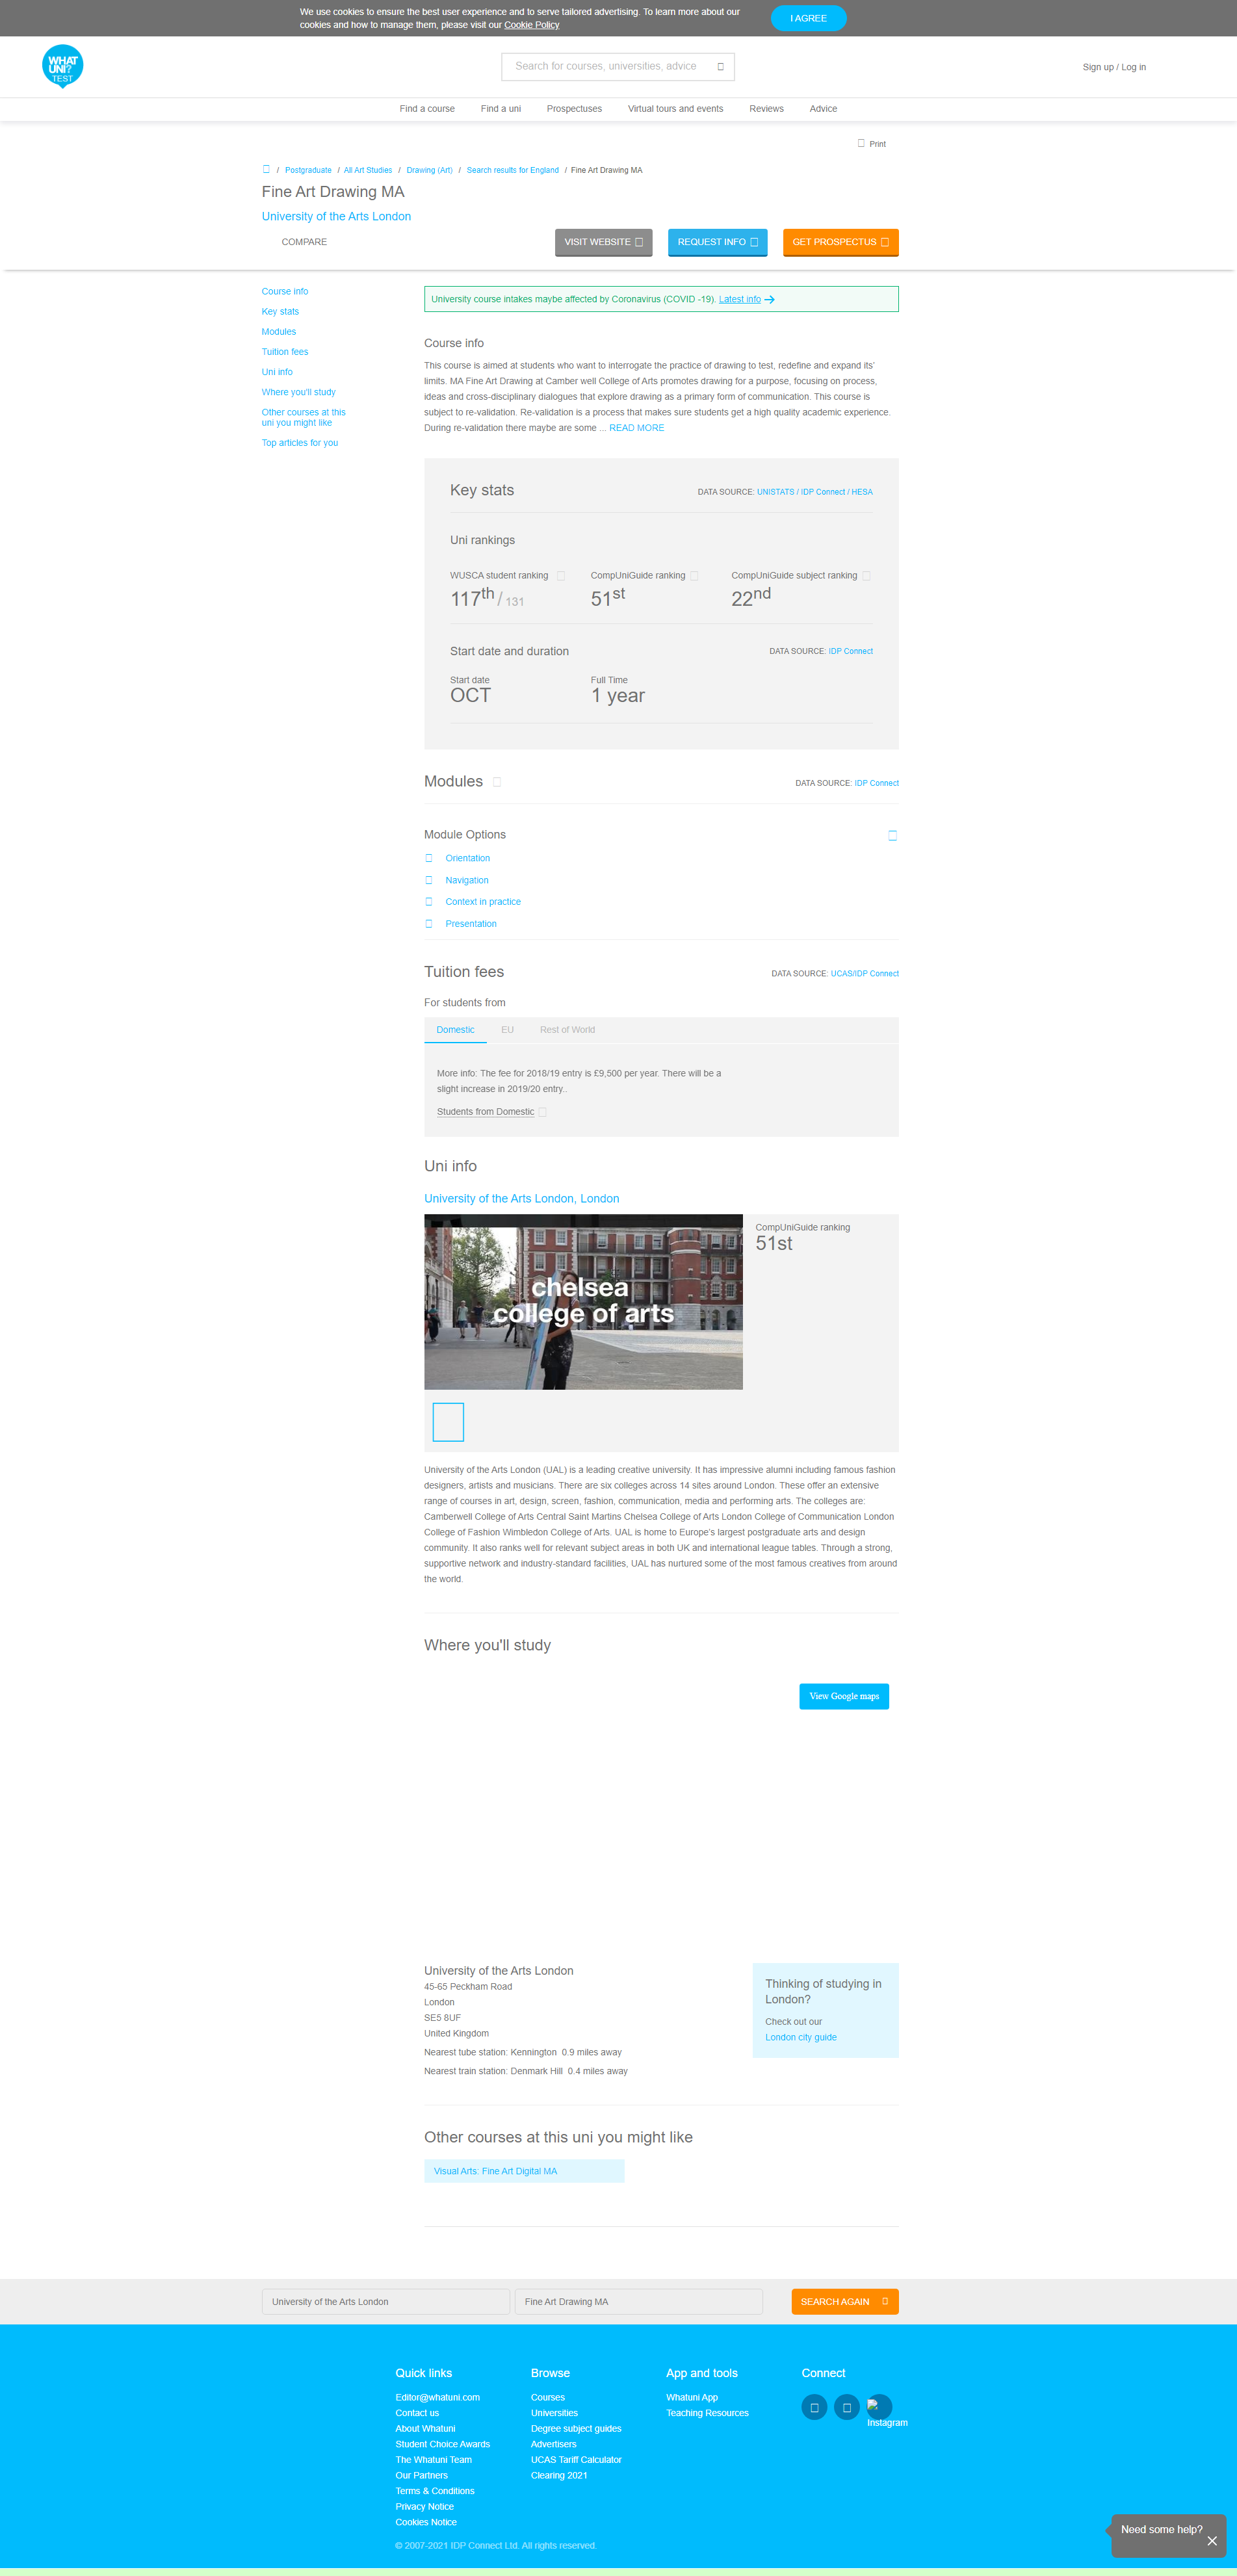 We use cookies to ensure the best user experience and to serve tailored advertising. To learn more about our
cookies and how to manage them, please visit our Cookie Policy
I AGREE
WHAT
UNI?
TEST
Search for courses, universities, advice
Sign up / Log in
Find a course
Find a uni
Prospectuses
Virtual tours and events
Reviews
Advice
Print
/ Postgraduate / All Art Studies / Drawing (Art) / Search results for England / Fine Art Drawing MA
Fine Art Drawing MA
University of the Arts London
COMPARE
VISIT WEBSITE
REQUEST INFO
GET PROSPECTUS
Course info
Key stats
Modules
Tuition fees
Uni info
Where you'll study
Other courses at this
uni you might like
Top articles for you
University course intakes maybe affected by Coronavirus (COVID -19). Latest info
Course info
This course is aimed at students who want to interrogate the practice of drawing to test, redefine and expand its'
limits. MA Fine Art Drawing at Camber well College of Arts promotes drawing for a purpose, focusing on process,
ideas and cross-disciplinary dialogues that explore drawing as a primary form of communication. This course is
subject to re-validation. Re-validation is a process that makes sure students get a high quality academic experience.
During re-validation there maybe are some ... READ MORE
Key stats
DATA SOURCE: UNISTATS / IDP Connect / HESA
Uni rankings
WUSCA student ranking
117th / 131
CompUniGuide ranking
51st
CompUniGuide subject ranking
22nd
Start date and duration
DATA SOURCE: IDP Connect
Start date
OCT
Full Time
1 year
Modules
DATA SOURCE: IDP Connect
Module Options
Orientation
Navigation
Context in practice
Presentation
Tuition fees
DATA SOURCE: UCAS/IDP Connect
For students from
Domestic
EU
Rest of World
More info: The fee for 2018/19 entry is £9,500 per year. There will be a
slight increase in 2019/20 entry..
Students from Domestic
Uni info
University of the Arts London, London
chelsea
college of arts
CompUniGuide ranking
51st
University of the Arts London (UAL) is a leading creative university. It has impressive alumni including famous fashion
designers, artists and musicians. There are six colleges across 14 sites around London. These offer an extensive
range of courses in art, design, screen, fashion, communication, media and performing arts. The colleges are:
Camberwell College of Arts Central Saint Martins Chelsea College of Arts London College of Communication London
College of Fashion Wimbledon College of Arts. UAL is home to Europe's largest postgraduate arts and design
community. It also ranks well for relevant subject areas in both UK and international league tables. Through a strong,
supportive network and industry-standard facilities, UAL has nurtured some of the most famous creatives from around
the world.
Where you'll study
View Google maps
University of the Arts London
45-65 Peckham Road
London
SE5 8UF
United Kingdom
Nearest tube station: Kennington 0.9 miles away
Nearest train station: Denmark Hill 0.4 miles away
Thinking of studying in
London?
Check out our
London city guide
Other courses at this uni you might like
Visual Arts: Fine Art Digital MA
University of the Arts London
Fine Art Drawing MA
SEARCH AGAIN
Quick links
Editor@whatuni.com
Contact us
About Whatuni
Student Choice Awards
The Whatuni Team
Our Partners
Terms & Conditions
Privacy Notice
Cookies Notice
Browse
Courses
Universities
Degree subject guides
Advertisers
UCAS Tariff Calculator
Clearing 2021
App and tools
Whatuni App
Teaching Resources
Connect
Instagram
© 2007-2021 IDP Connect Ltd. All rights reserved.
Need some help?